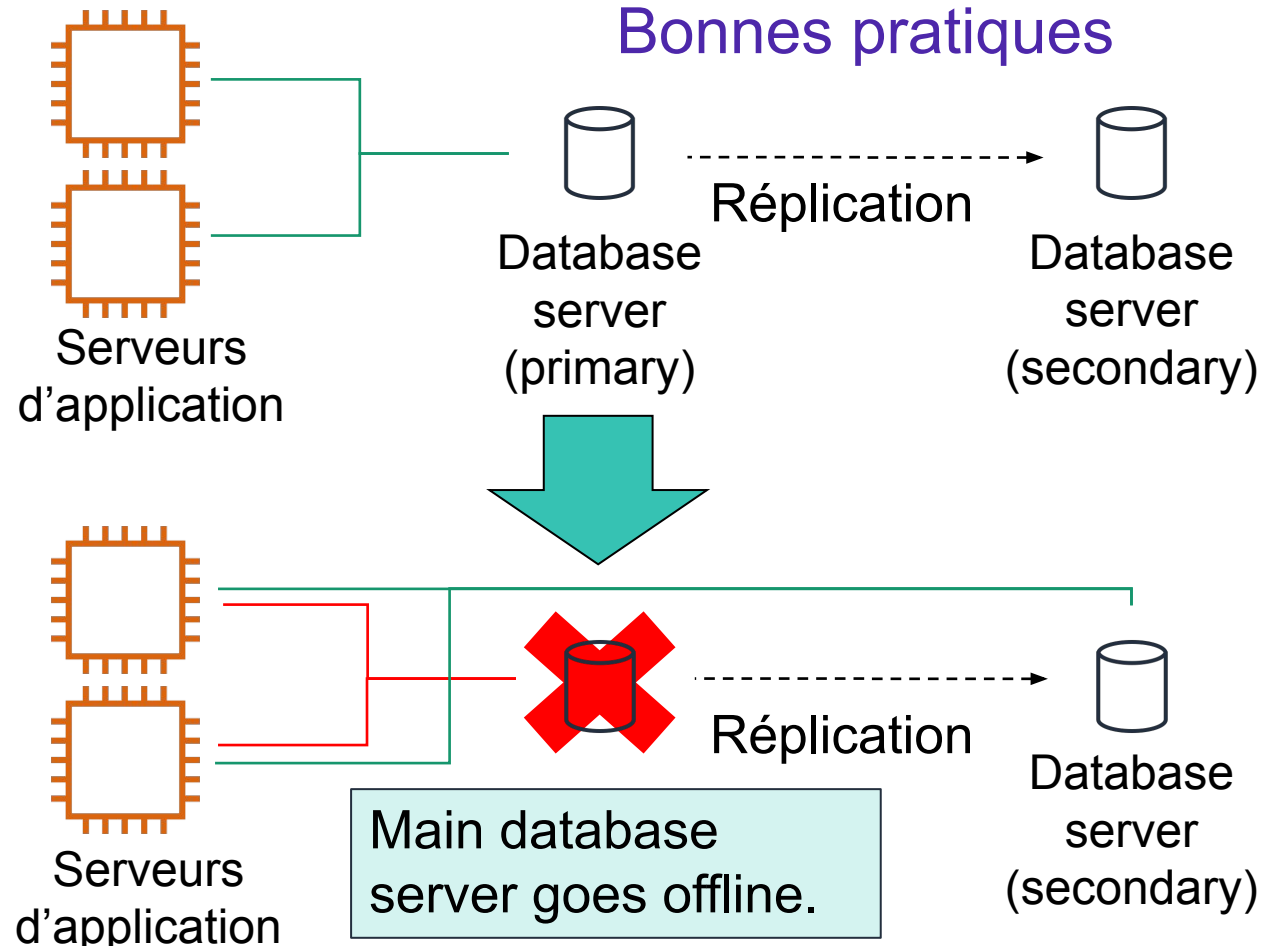 Bonnes pratiques
Réplication
Database
server
(primary)
Database
server
(secondary)
Serveurs
d’application
Réplication
Main database
server goes offline.
Database
server
(secondary)
Serveurs
d’application